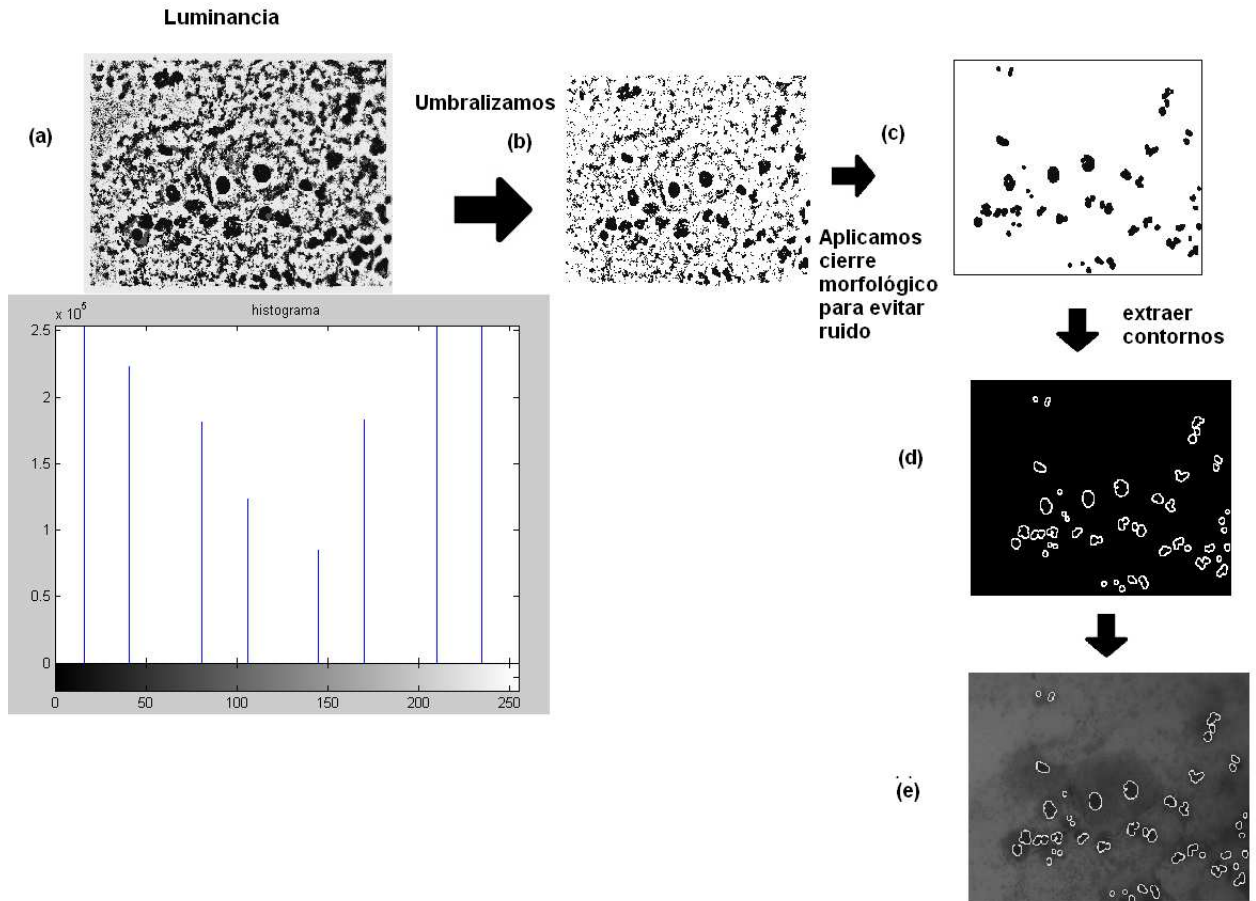 Luminancia
(a)
Umbralizamos
(b)
(c)
Aplicamos
cierre
morfológico
para evitar
ruido
x 10^5
histograma
2.5
2
1.5
1
0.5
0
0 50 100 150 200 250
extraer
contornos
(d)
(e)